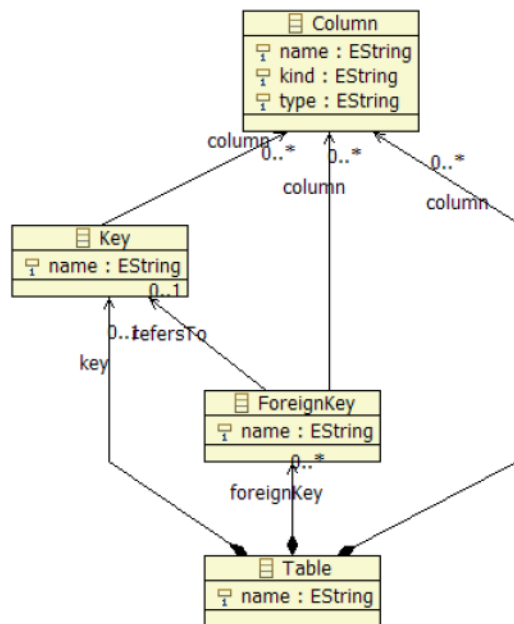 Column
name : EString
kind : EString
type : EString
column
0..*
0..*
0..*
column
column
Key
name : EString
0..1
0..1
refersTo
key
ForeignKey
name : EString
0..*
foreignKey
Table
name : EString